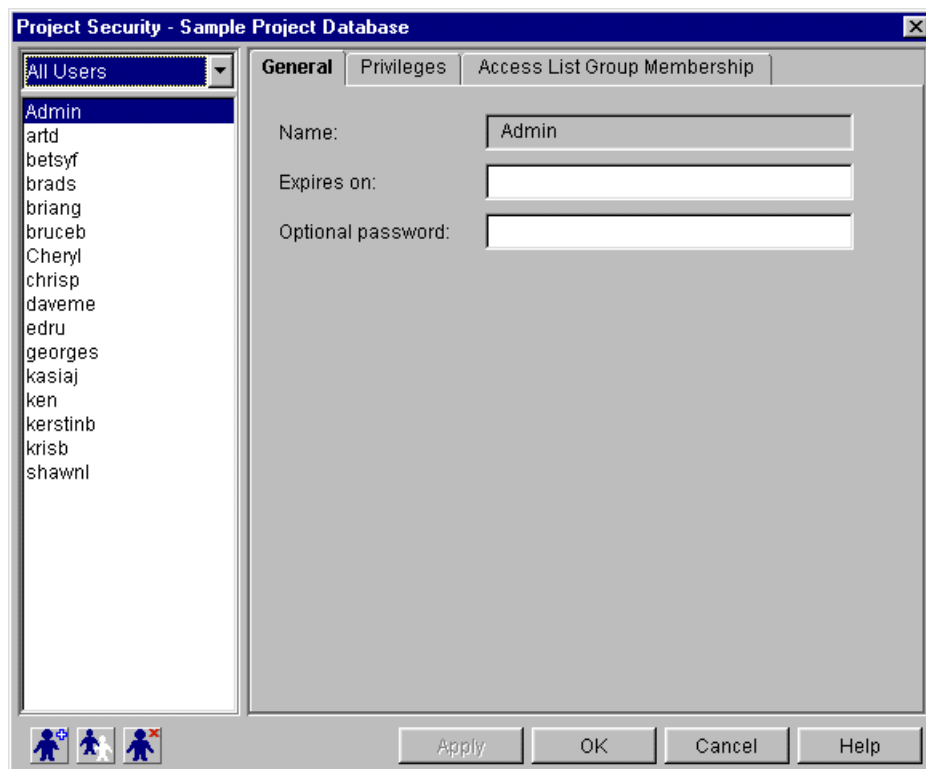 Project Security - Sample Project Database
All Users
Admin
artd
betsyf
brads
briang
bruceb
Cheryl
chrisp
daveme
edru
georges
kasiaj
ken
kerstinb
krisb
shawnl
General Privileges Access List Group Membership
Name: Admin
Expires on:
Optional password:
Apply OK Cancel Help